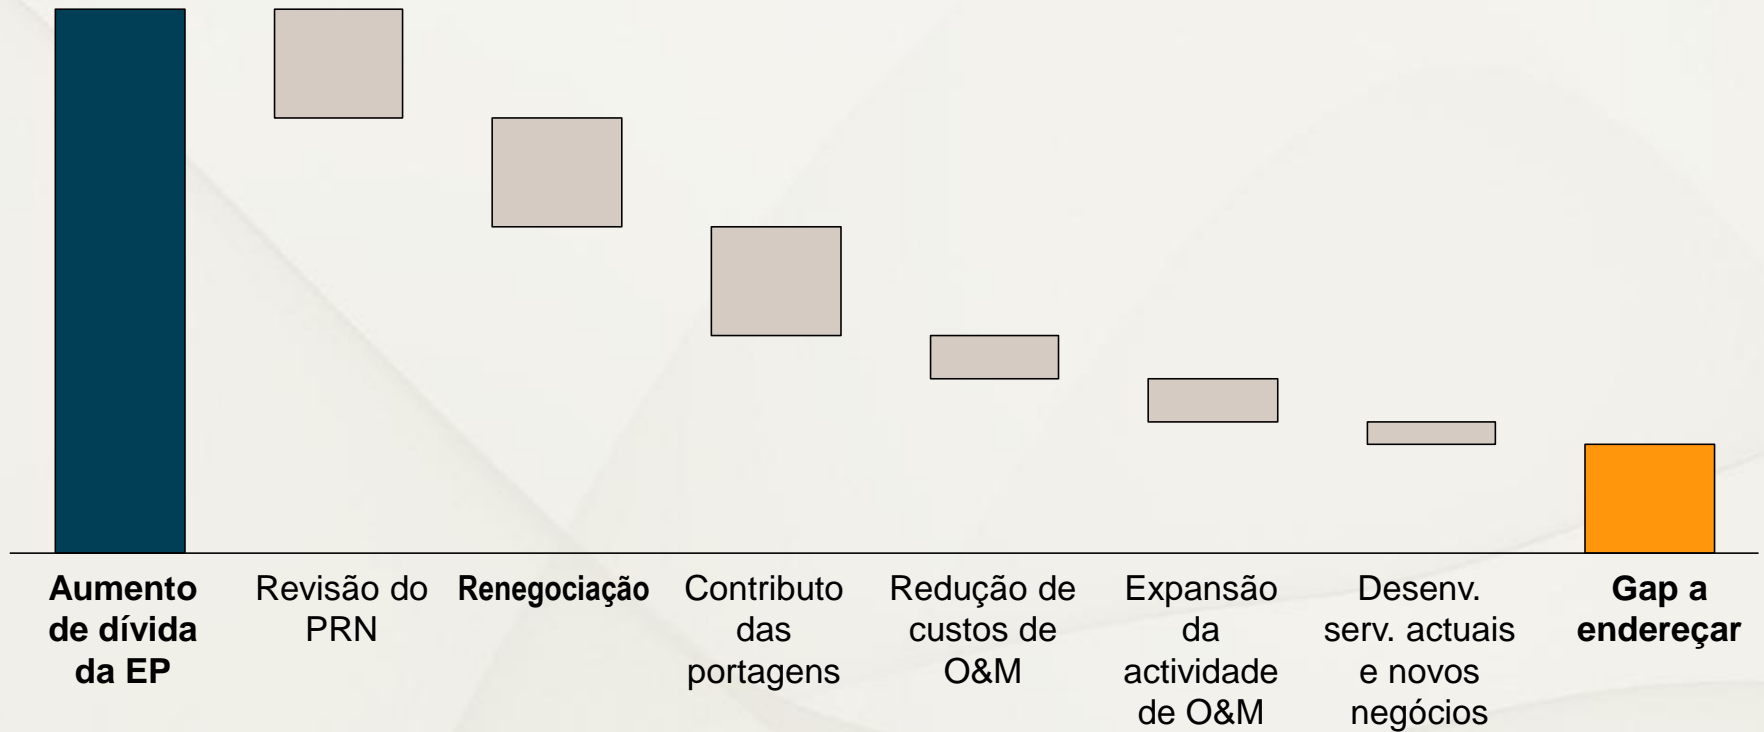 Aumento
de dívida
da EP
Revisão do
PRN
Renegociação
Contributo
das
portagens
Redução de
custos de
O&M
Expansão
da
actividade
de O&M
Desenv.
serv. actuais
e novos
negócios
Gap a
endereçar